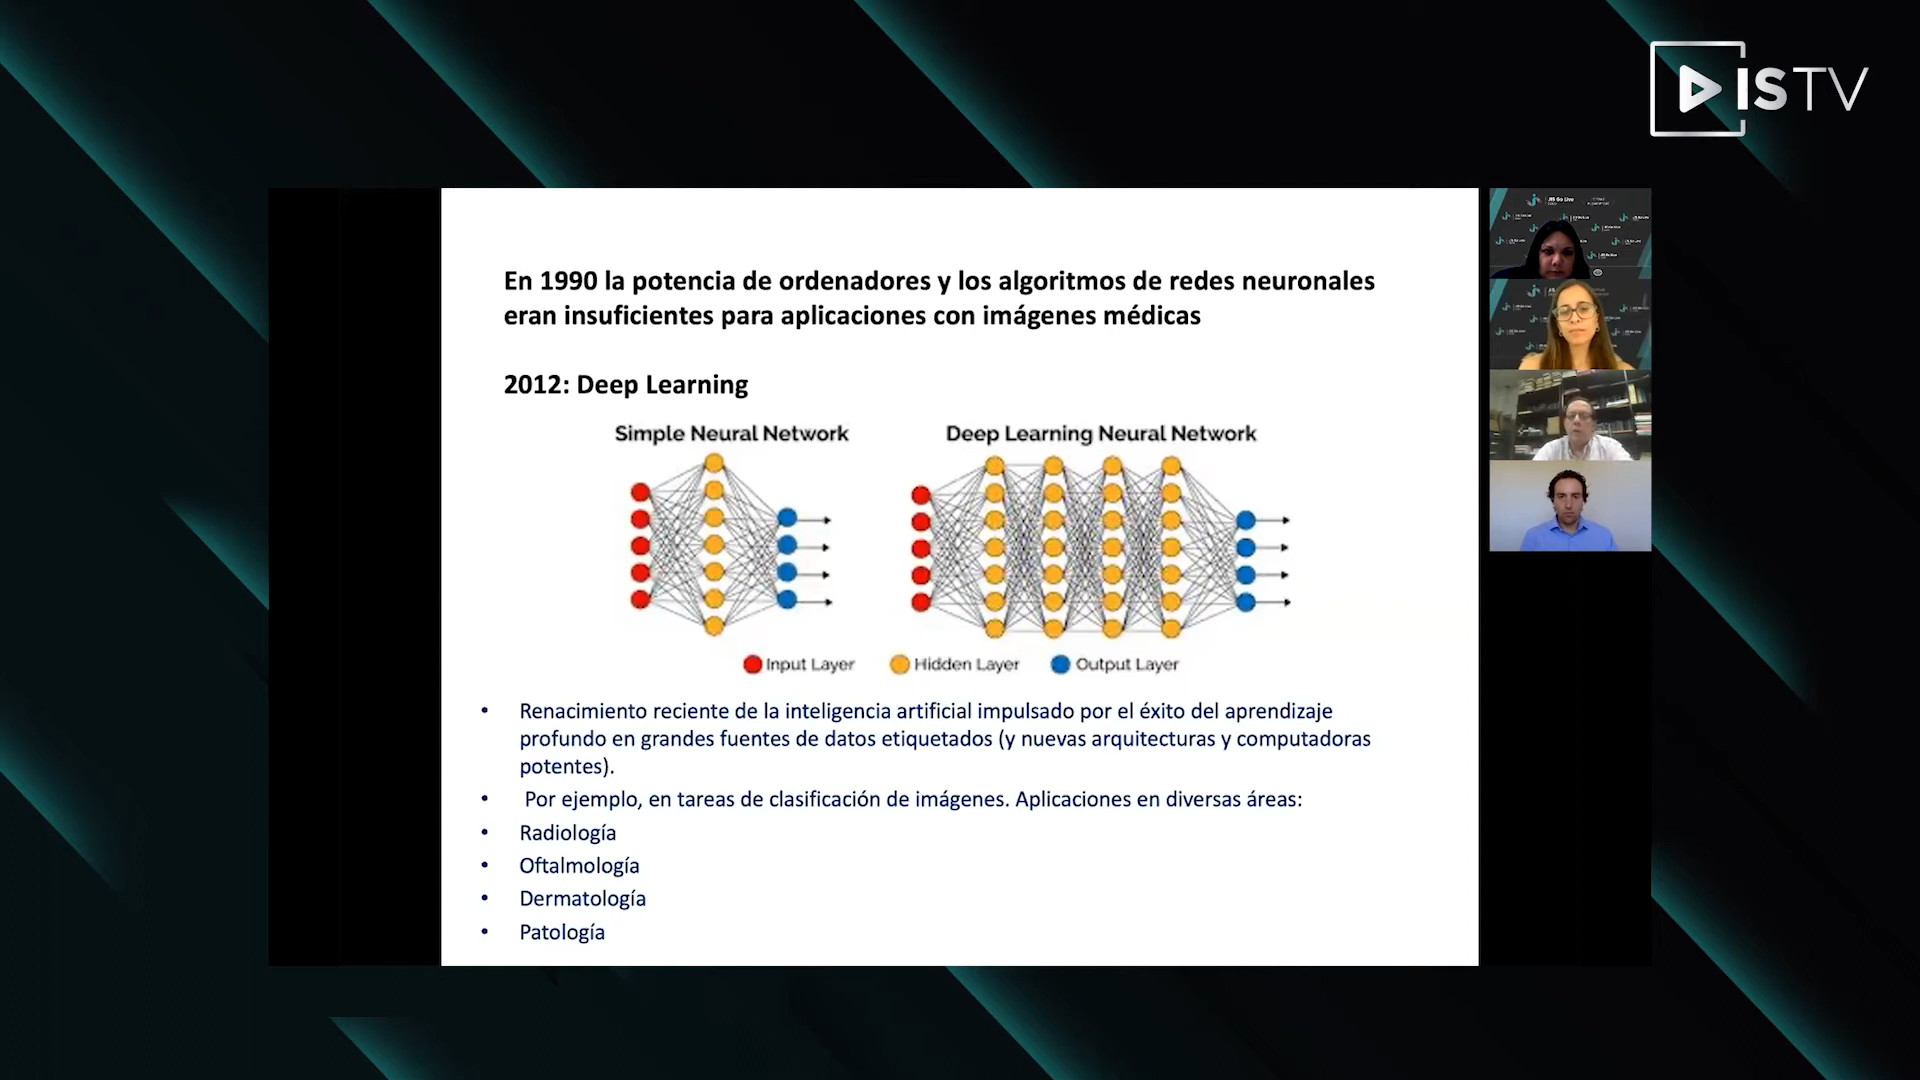 ISTV
En 1990 la potencia de ordenadores y los algoritmos de redes neuronales
eran insuficientes para aplicaciones con imágenes médicas
2012: Deep Learning
Simple Neural Network
Deep Learning Neural Network
Input Layer
Hidden Layer
Output Layer
• Renacimiento reciente de la inteligencia artificial impulsado por el éxito del aprendizaje
profundo en grandes fuentes de datos etiquetados (y nuevas arquitecturas y computadoras
potentes).
• Por ejemplo, en tareas de clasificación de imágenes. Aplicaciones en diversas áreas:
• Radiología
• Oftalmología
• Dermatología
• Patología
JIS Go Live